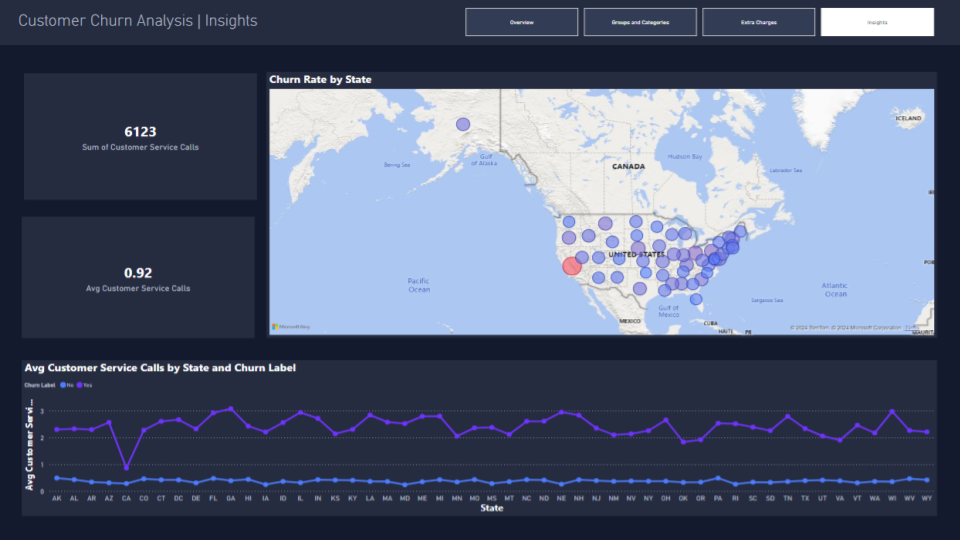 Customer Churn Analysis | Insights
Overview
Groups and Categories
Extra Charges
Insights
6123
Sum of Customer Service Calls
0.92
Avg Customer Service Calls
Churn Rate by State
ICELAND
Bering Sea
Gulf
of Alaska
CANADA
Hudson Bay
Labrador Sea
UNITED STATES
Pacific
Ocean
Atlantic
Ocean
Sargasso Sea
Gulf of
Mexico
MEXICO
CUBA
HAITI
Microsoft Bing
© 2024 TomTom, © 2024 Microsoft Corporation
Avg Customer Service Calls by State and Churn Label
Churn Label No Yes
Avg Customer Servi...
3
2
1
0
AK AL AR AZ CA CO CT DC DE FL GA HI IA ID IL IN KS KY LA MA MD ME MI MN MO MS MT NC ND NE NH NJ NM NV NY OH OK OR PA RI SC SD TN TX UT VA VT WA WI WV WY
State